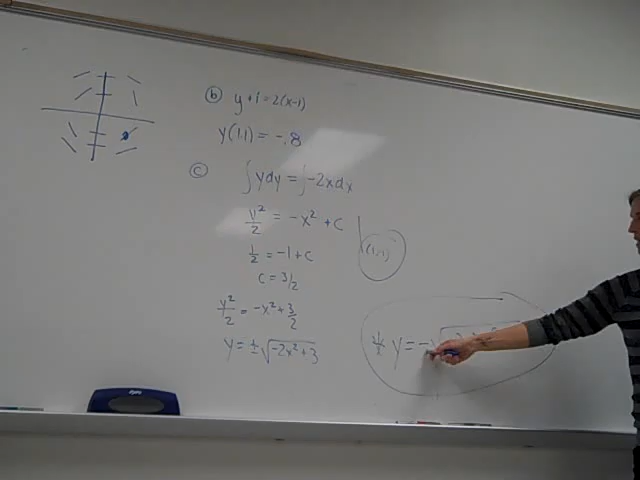 ⓑ y + 1 = 2(x-1)
y(1.1) = -.8
ⓒ ∫ y dy = ∫ -2x dx
y²/2 = -x² + C
(1,-1)
1/2 = -1 + C
C = 3/2
y²/2 = -x² + 3/2
y = ± √(-2x² + 3)
y = -